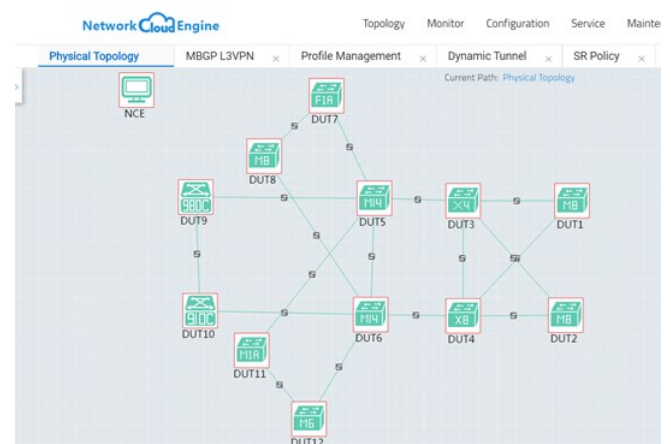 Network Cloud Engine
Topology Monitor Configuration Service Mainte
Physical Topology MBGP L3VPN × Profile Management × Dynamic Tunnel × SR Policy ×
Current Path: Physical Topology
NCE
F1A
DUT7
M8
DUT8
980C
DUT9
M14
DUT5
X4
DUT3
M8
DUT1
910C
DUT10
M14
DUT6
X8
DUT4
M8
DUT2
M1A
DUT11
M6
DUT12